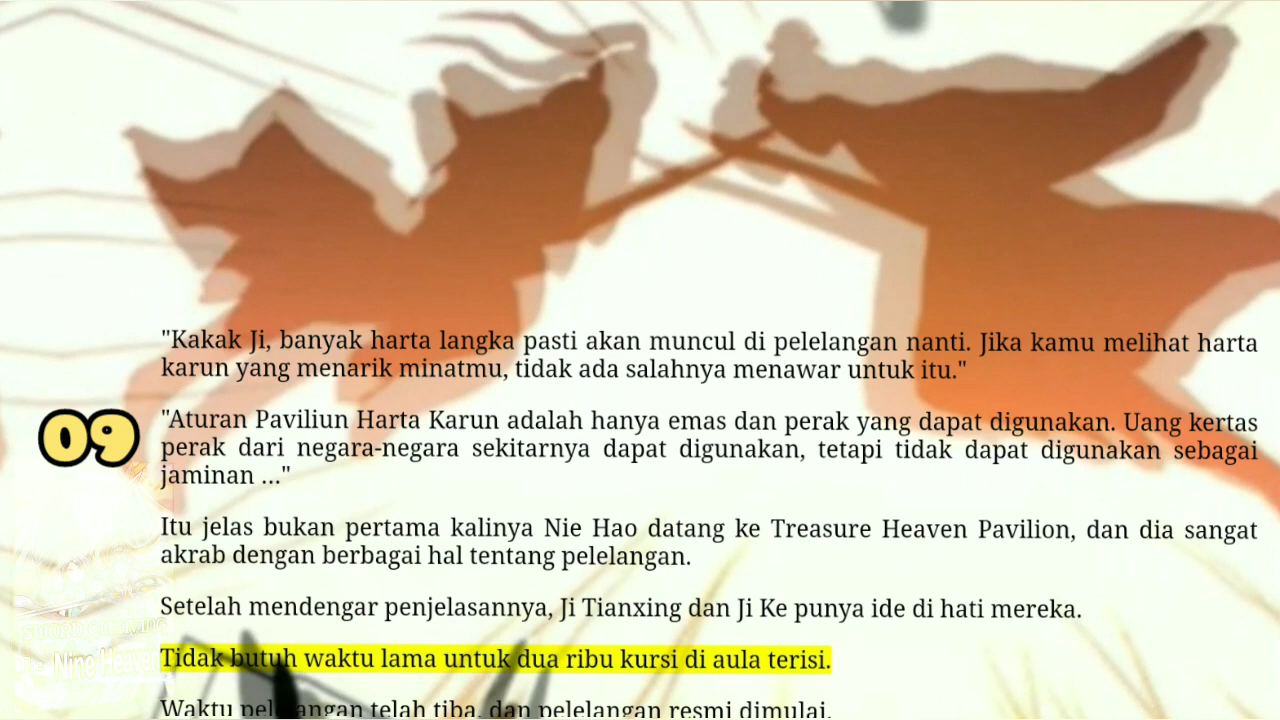 "Kakak Ji, banyak harta langka pasti akan muncul di pelelangan nanti. Jika kamu melihat harta
karun yang menarik minatmu, tidak ada salahnya menawar untuk itu."
09
"Aturan Paviliun Harta Karun adalah hanya emas dan perak yang dapat digunakan. Uang kertas
perak dari negara-negara sekitarnya dapat digunakan, tetapi tidak dapat digunakan sebagai
jaminan ..."
Itu jelas bukan pertama kalinya Nie Hao datang ke Treasure Heaven Pavilion, dan dia sangat
akrab dengan berbagai hal tentang pelelangan.
Setelah mendengar penjelasannya, Ji Tianxing dan Ji Ke punya ide di hati mereka.
Tidak butuh waktu lama untuk dua ribu kursi di aula terisi.
Nine Heaven
Waktu pelelangan telah tiba, dan pelelangan resmi dimulai.